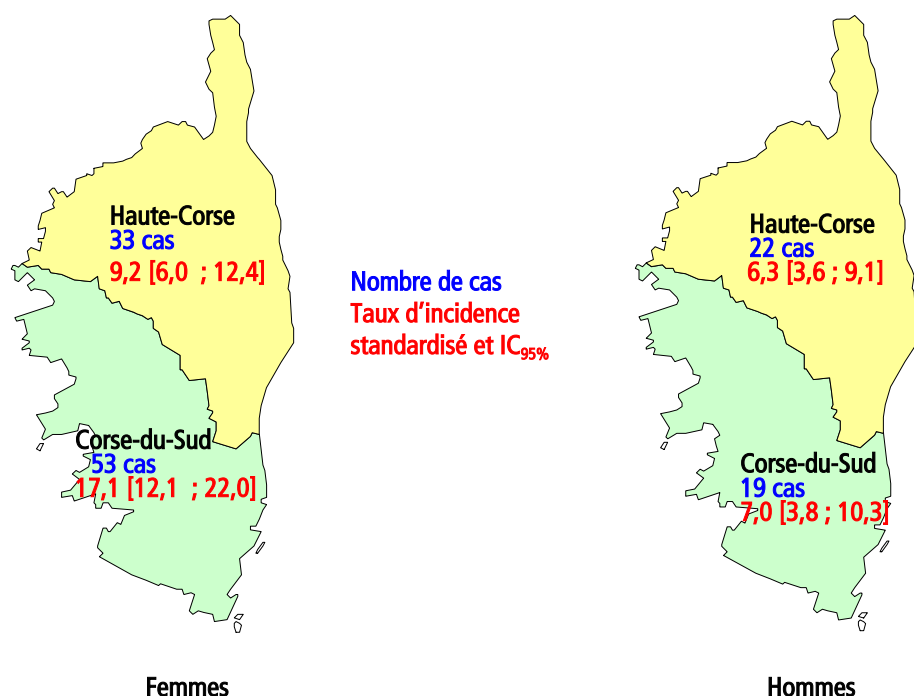 Haute-Corse
33 cas
9,2 [6,0 ; 12,4]
Corse-du-Sud
53 cas
17,1 [12,1 ; 22,0]
Femmes
Nombre de cas
Taux d'incidence
standardisé et IC95%
Haute-Corse
22 cas
6,3 [3,6 ; 9,1]
Corse-du-Sud
19 cas
7,0 [3,8 ; 10,3]
Hommes